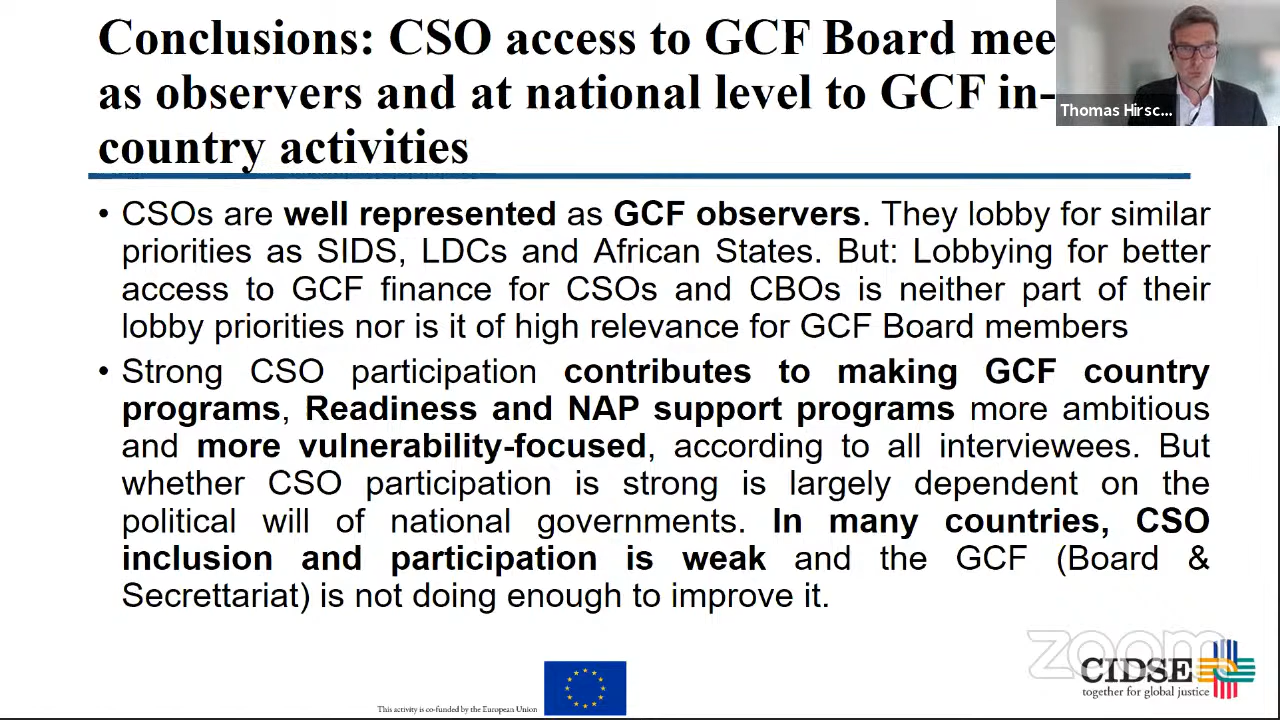 Conclusions: CSO access to GCF Board mee
as observers and at national level to GCF in-
country activities
Thomas Hirsc...
• CSOs are well represented as GCF observers. They lobby for similar
priorities as SIDS, LDCs and African States. But: Lobbying for better
access to GCF finance for CSOs and CBOs is neither part of their
lobby priorities nor is it of high relevance for GCF Board members
• Strong CSO participation contributes to making GCF country
programs, Readiness and NAP support programs more ambitious
and more vulnerability-focused, according to all interviewees. But
whether CSO participation is strong is largely dependent on the
political will of national governments. In many countries, CSO
inclusion and participation is weak and the GCF (Board &
Secrettariat) is not doing enough to improve it.
zoom
CIDSE
together for global justice
This activity is co-funded by the European Union